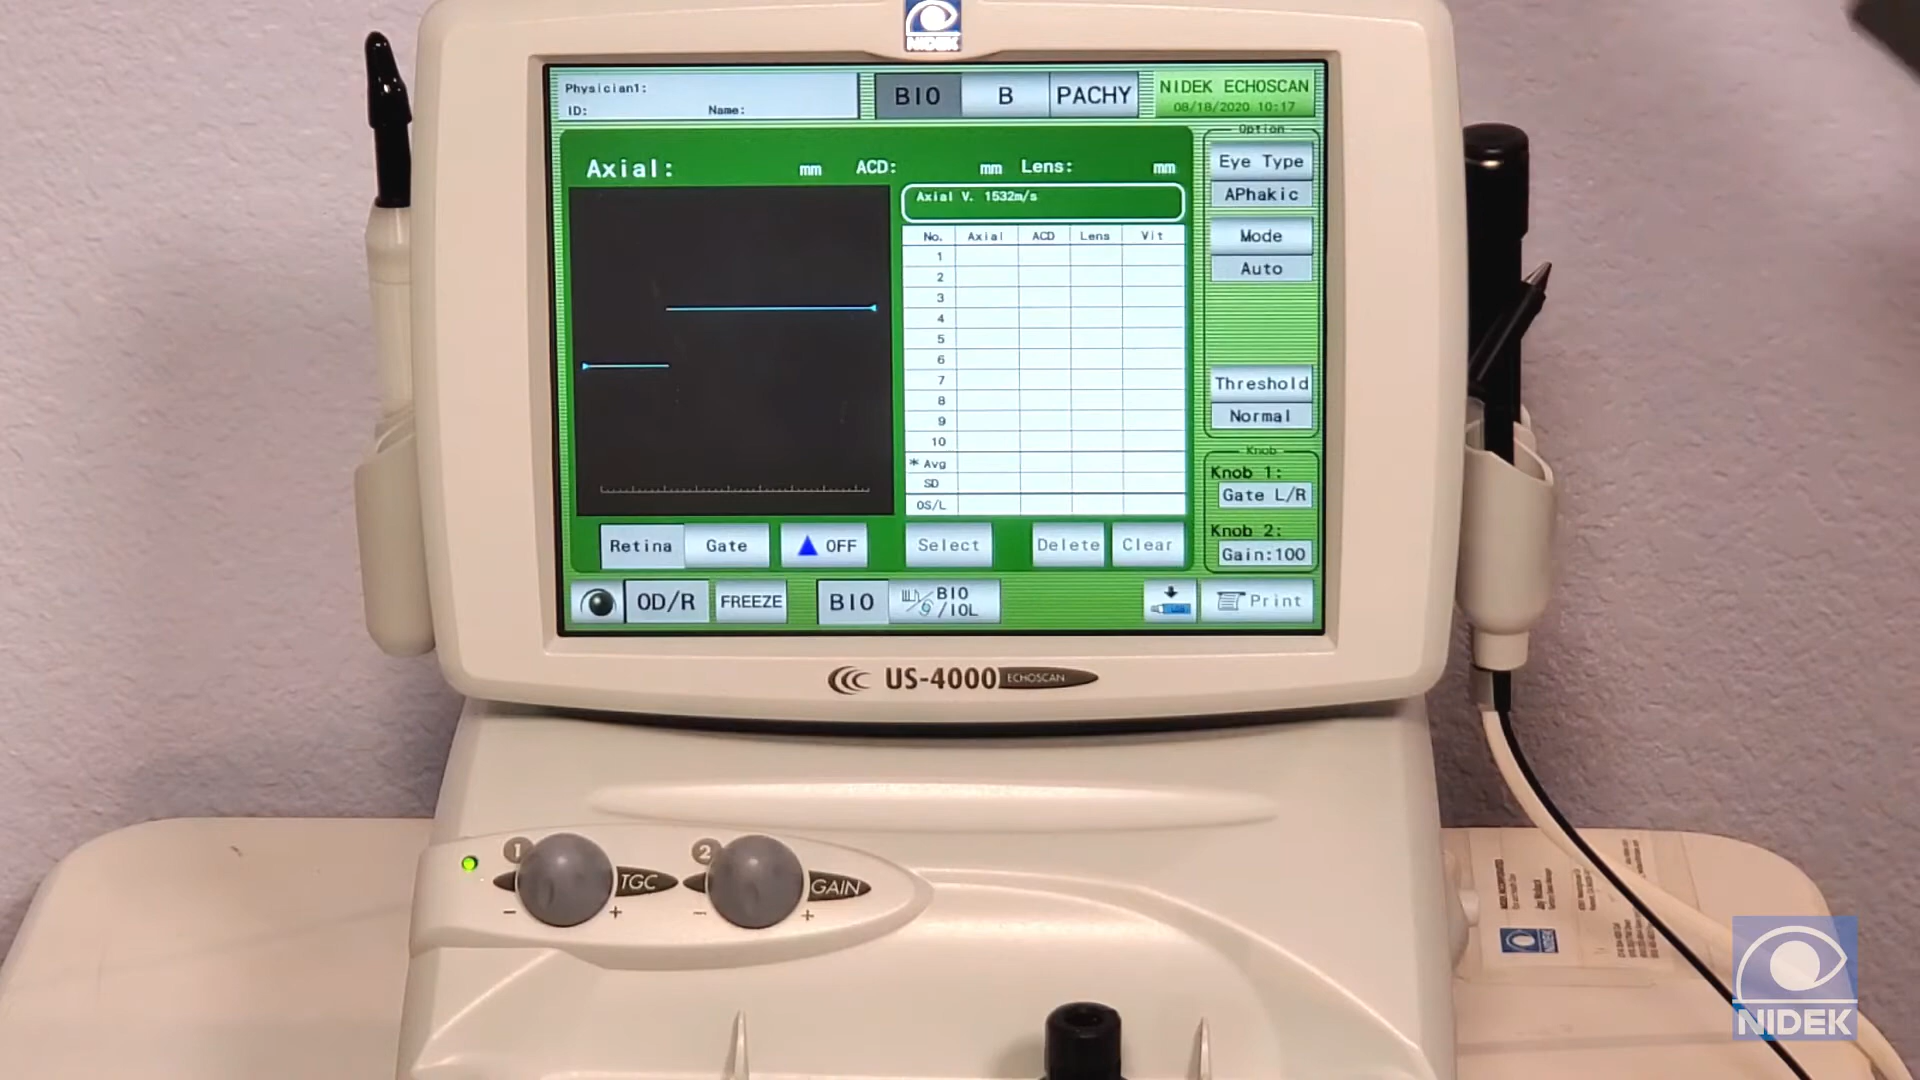 NIDEK
Physician1:
ID: Name:
BIO B PACHY
NIDEK ECHOSCAN
08/18/2020 10:17
Axial: mm ACD: mm Lens: mm
Axial V. 1532m/s
No. Axial ACD Lens Vit
1
2
3
4
5
6
7
8
9
10
* Avg
SD
OS/L
Option
Eye Type
APhakic
Mode
Auto
Threshold
Normal
Knob
Knob 1:
Gate L/R
Knob 2:
Gain:100
Retina Gate OFF Select Delete Clear
OD/R FREEZE BIO BIO
/IOL Print
US-4000 ECHOSCAN
1 TGC 2 GAIN
- + - +
NIDEK
NIDEK